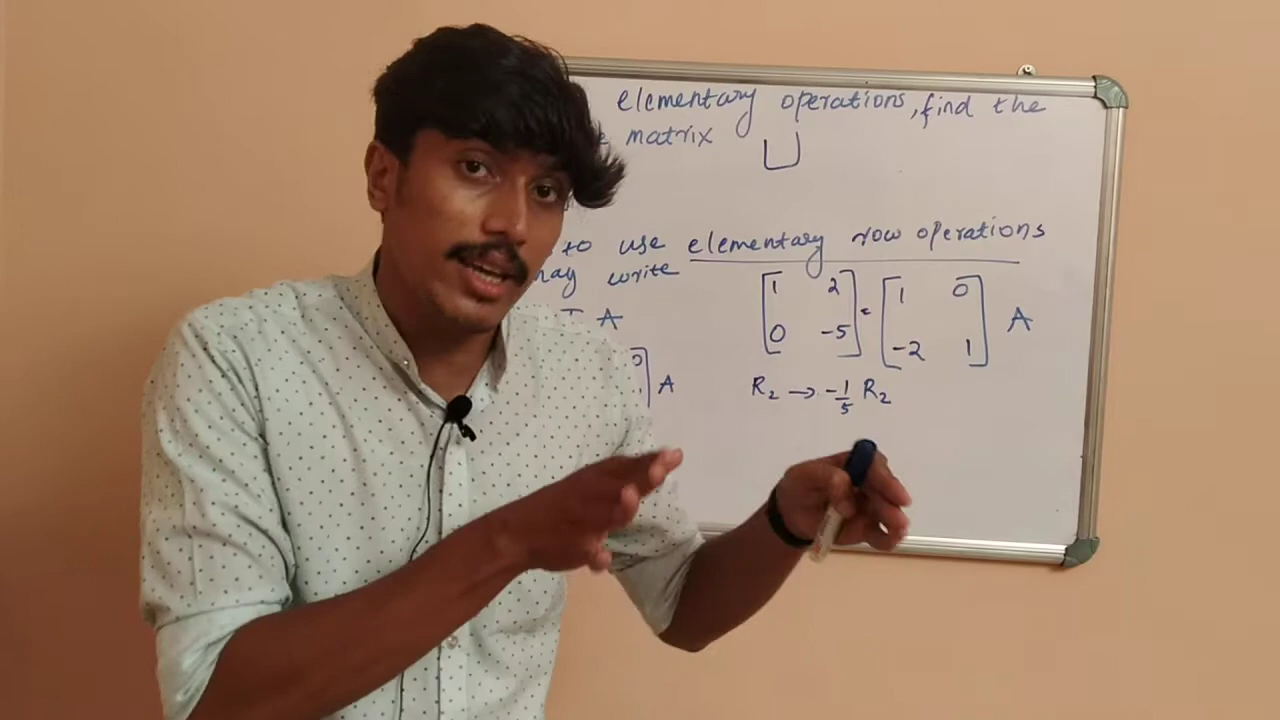 elementary operations, find the
matrix
to use elementary row operations
may write
A
[1 2
0 -5] = [1 0
-2 1] A
A
R₂ → -1/5 R₂